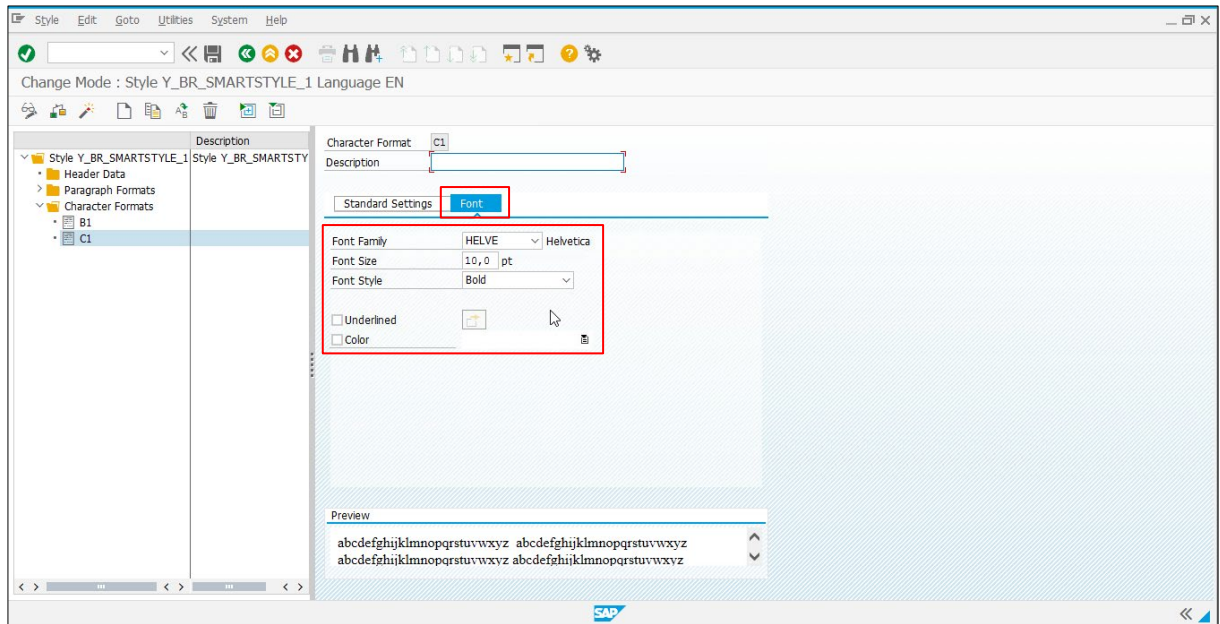 Style Edit Goto Utilities System Help
Change Mode : Style Y_BR_SMARTSTYLE_1 Language EN
Description
Style Y_BR_SMARTSTYLE_1 Style Y_BR_SMARTSTY
Header Data
Paragraph Formats
Character Formats
B1
C1
Character Format C1
Description
Standard Settings Font
Font Family HELVE Helvetica
Font Size 10,0 pt
Font Style Bold
Underlined
Color
Preview
abcdefghijklmnopqrstuvwxyz abcdefghijklmnopqrstuvwxyz
abcdefghijklmnopqrstuvwxyz abcdefghijklmnopqrstuvwxyz
SAP